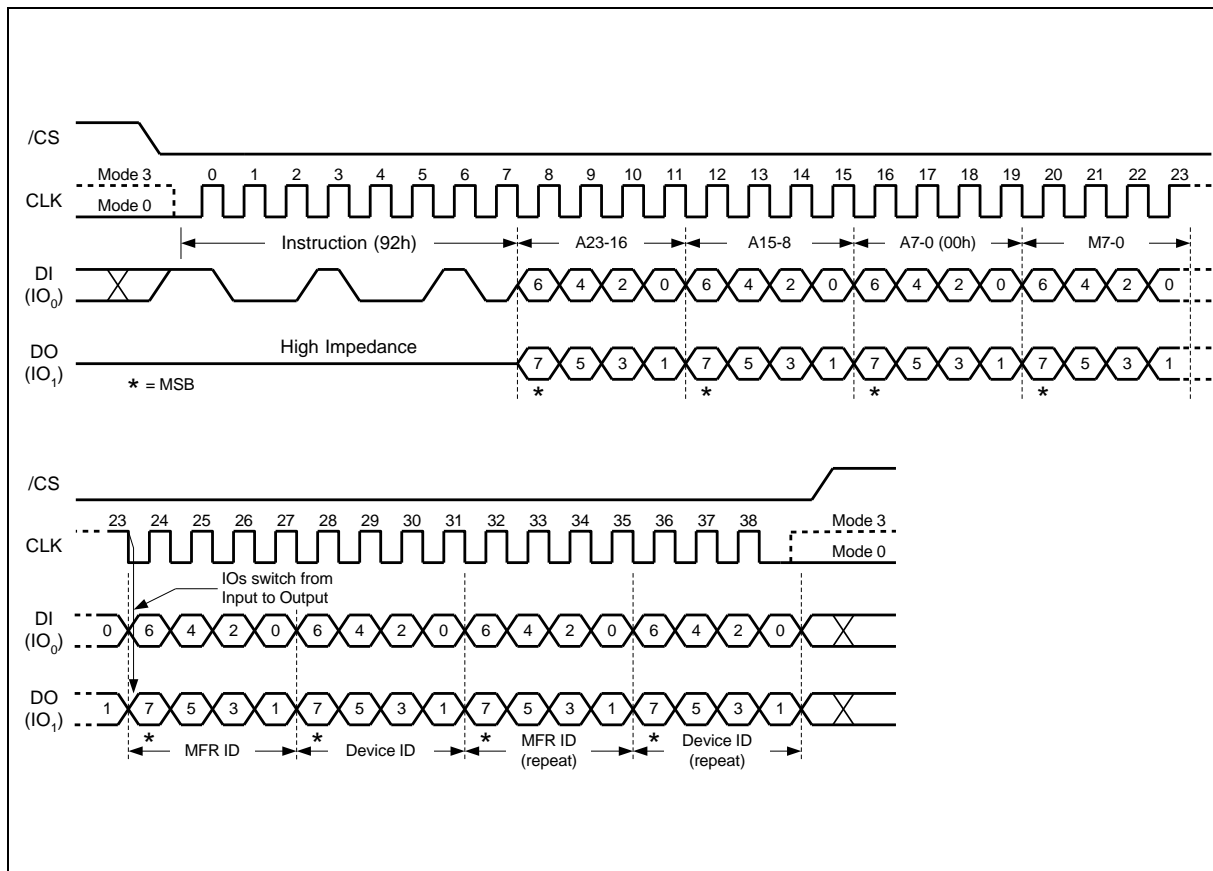 /CS
Mode 3 0 1 2 3 4 5 6 7 8 9 10 11 12 13 14 15 16 17 18 19 20 21 22 23
CLK Mode 0
Instruction (92h) A23-16 A15-8 A7-0 (00h) M7-0
DI
(IO0) 6 4 2 0 6 4 2 0 6 4 2 0 6 4 2 0
High Impedance
DO
(IO1) 7 5 3 1 7 5 3 1 7 5 3 1 7 5 3 1
* = MSB * * * *
/CS
23 24 25 26 27 28 29 30 31 32 33 34 35 36 37 38 Mode 3
CLK Mode 0
IOs switch from
Input to Output
DI
(IO0) 0 6 4 2 0 6 4 2 0 6 4 2 0 6 4 2 0
DO
(IO1) 1 7 5 3 1 7 5 3 1 7 5 3 1 7 5 3 1
* * * *
MFR ID Device ID MFR ID
(repeat) Device ID
(repeat)